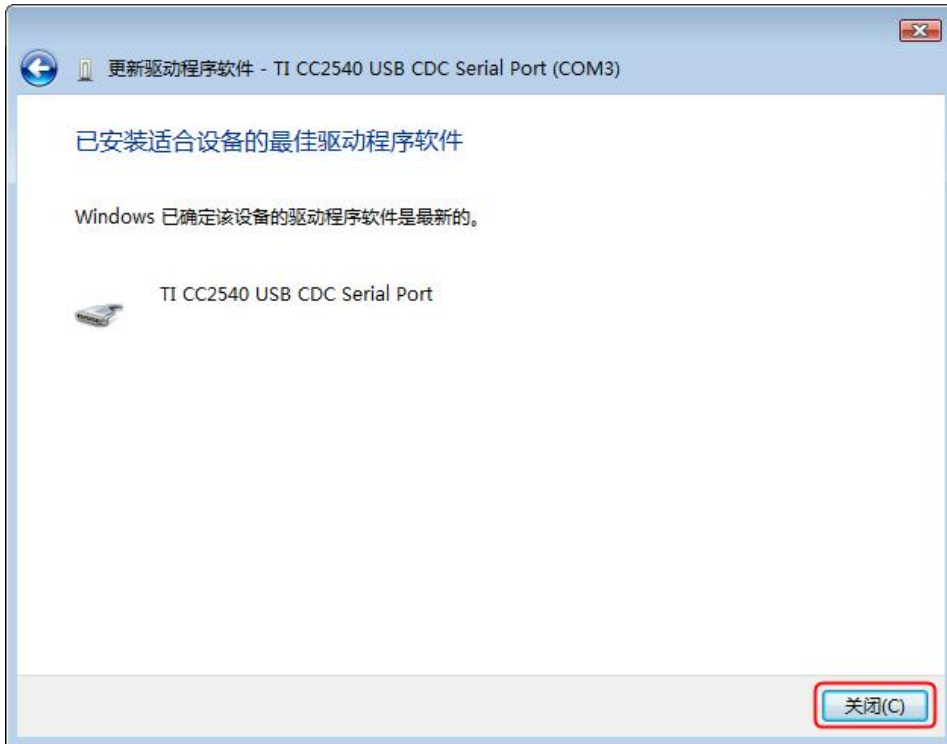 更新驱动程序软件 - TI CC2540 USB CDC Serial Port (COM3)
已安装适合设备的最佳驱动程序软件
Windows 已确定该设备的驱动程序软件是最新的。
TI CC2540 USB CDC Serial Port
关闭(C)